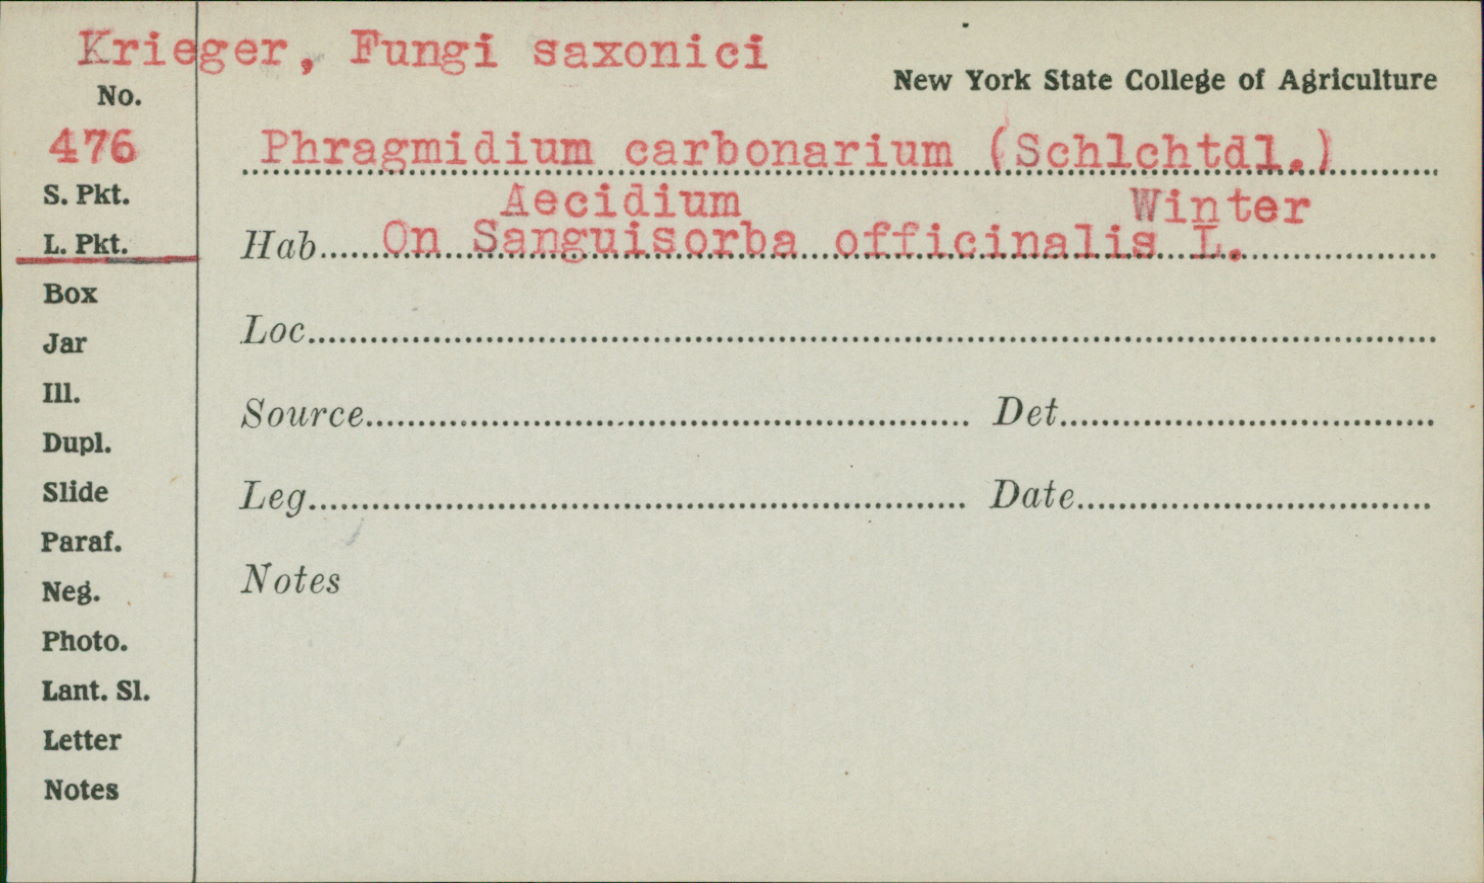 Krieger, Fungi saxonici
New York State College of Agriculture
No.
476
Phragmidium carbonarium (Schlchtdl.)
Aecidium Winter
S. Pkt.
L. Pkt.
Hab. On Sanguisorba officinalis L.
Box
Jar
Loc.
Ill.
Source Det.
Dupl.
Slide
Leg. Date
Paraf.
Neg.
Notes
Photo.
Lant. Sl.
Letter
Notes